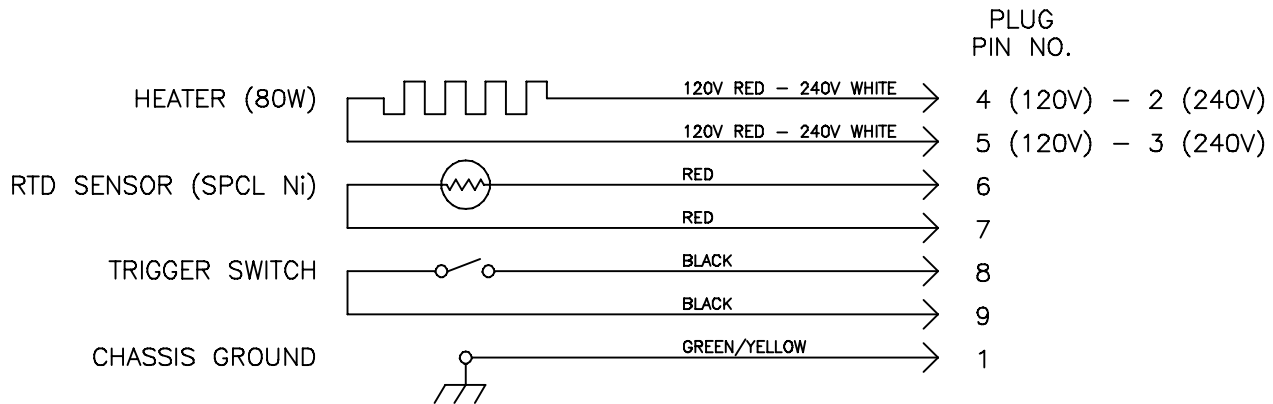 PLUG
PIN NO.
HEATER (80W)
120V RED – 240V WHITE
4 (120V) – 2 (240V)
120V RED – 240V WHITE
5 (120V) – 3 (240V)
RTD SENSOR (SPCL Ni)
RED
6
RED
7
TRIGGER SWITCH
BLACK
8
BLACK
9
CHASSIS GROUND
GREEN/YELLOW
1